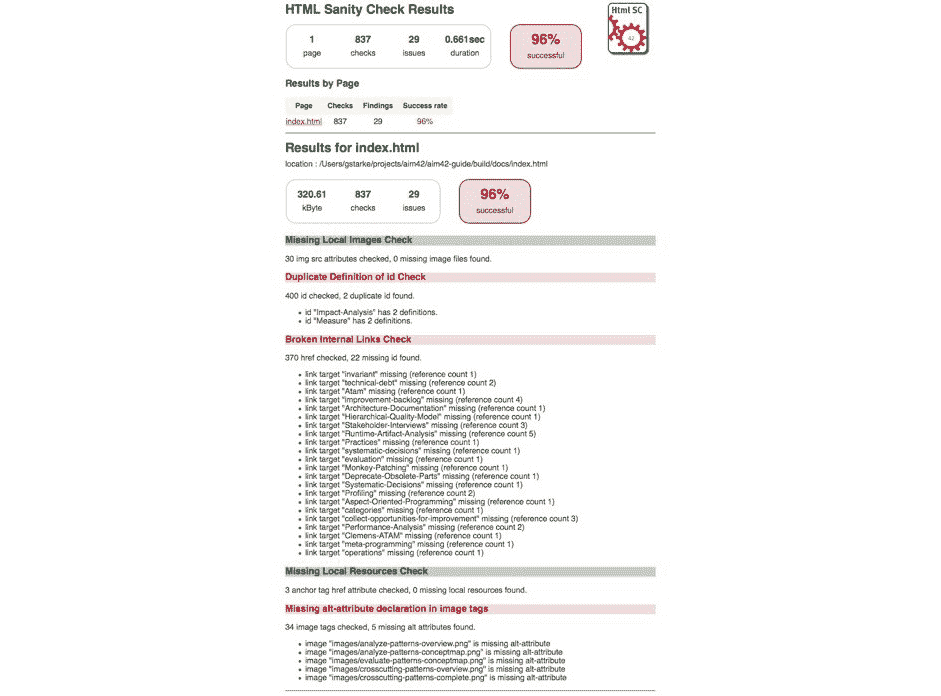 HTML Sanity Check Results
Html SC
42
1 837 29 0.661sec
page checks issues duration
96%
successful
Results by Page
Page Checks Findings Success rate
index.html 837 29 96%
Results for index.html
location : /Users/gstarke/projects/aim42/aim42-guide/build/docs/index.html
320.61 837 29
kByte checks issues
96%
successful
Missing Local Images Check
30 img src attributes checked, 0 missing image files found.
Duplicate Definition of id Check
400 id checked, 2 duplicate id found.
• id "Impact-Analysis" has 2 definitions.
• id "Measure" has 2 definitions.
Broken Internal Links Check
370 href checked, 22 missing id found.
• link target "invariant" missing (reference count 1)
• link target "technical-debt" missing (reference count 2)
• link target "Atam" missing (reference count 1)
• link target "improvement-backlog" missing (reference count 4)
• link target "Architecture-Documentation" missing (reference count 1)
• link target "Hierarchical-Quality-Model" missing (reference count 1)
• link target "Stakeholder-Interviews" missing (reference count 3)
• link target "Runtime-Artifact-Analysis" missing (reference count 5)
• link target "Practices" missing (reference count 1)
• link target "systematic-decisions" missing (reference count 1)
• link target "evaluation" missing (reference count 1)
• link target "Monkey-Patching" missing (reference count 1)
• link target "Deprecate-Obsolete-Parts" missing (reference count 1)
• link target "Systematic-Decisions" missing (reference count 1)
• link target "Profiling" missing (reference count 2)
• link target "Aspect-Oriented-Programming" missing (reference count 1)
• link target "categories" missing (reference count 1)
• link target "collect-opportunities-for-improvement" missing (reference count 3)
• link target "Performance-Analysis" missing (reference count 2)
• link target "Clemens-ATAM" missing (reference count 1)
• link target "meta-programming" missing (reference count 1)
• link target "operations" missing (reference count 1)
Missing Local Resources Check
3 anchor tag href attribute checked, 0 missing local resources found.
Missing alt-attribute declaration in image tags
34 image tags checked, 5 missing alt attributes found.
• image "images/analyze-patterns-overview.png" is missing alt-attribute
• image "images/analyze-patterns-conceptmap.png" is missing alt-attribute
• image "images/evaluate-patterns-conceptmap.png" is missing alt-attribute
• image "images/crosscutting-patterns-overview.png" is missing alt-attribute
• image "images/crosscutting-patterns-complete.png" is missing alt-attribute